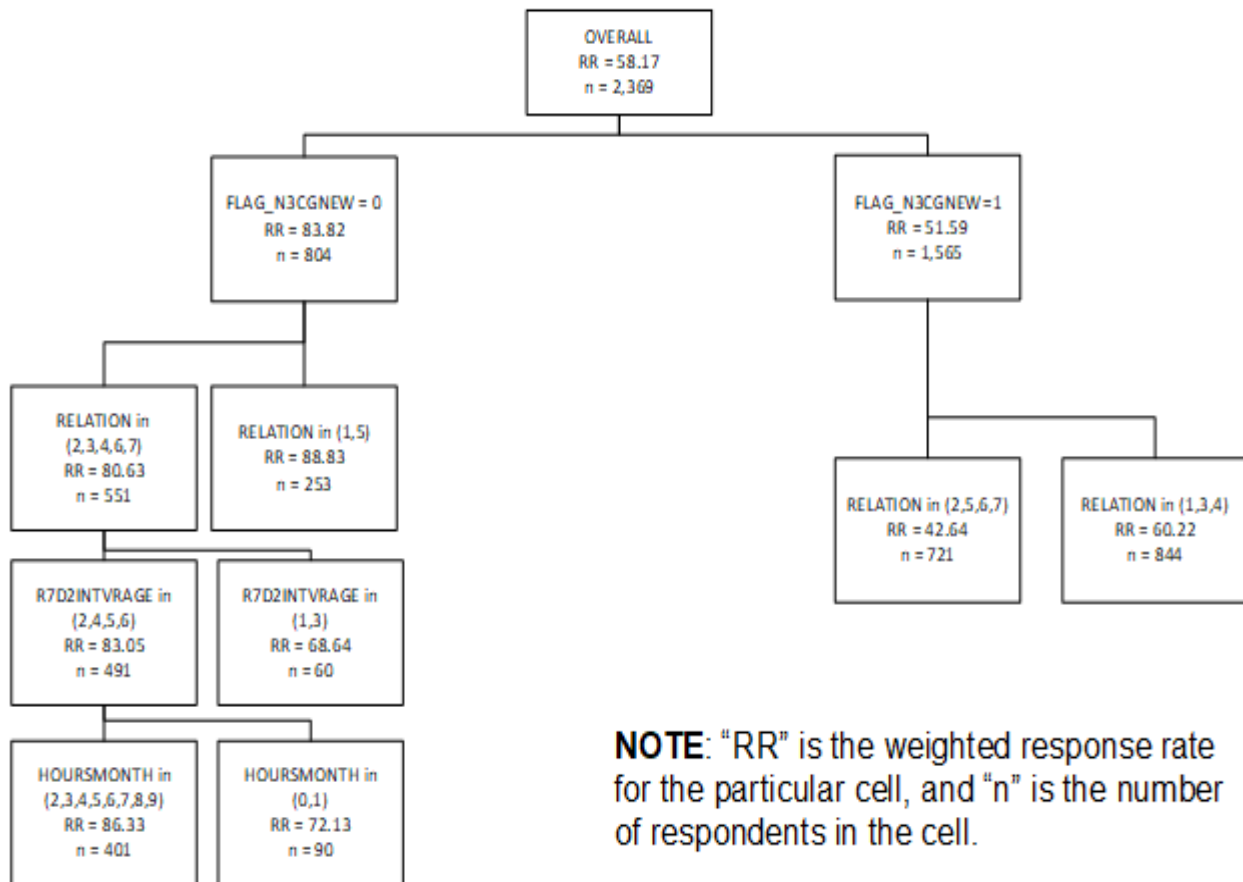 OVERALL
RR = 58.17
n = 2,369
FLAG_N3CGNEW = 0
RR = 83.82
n = 804
FLAG_N3CGNEW=1
RR = 51.59
n = 1,565
RELATION in
(2,3,4,6,7)
RR = 80.63
n = 551
RELATION in (1,5)
RR = 88.83
n = 253
RELATION in (2,5,6,7)
RR = 42.64
n = 721
RELATION in (1,3,4)
RR = 60.22
n = 844
R7D2INTVRAGE in
(2,4,5,6)
RR = 83.05
n = 491
R7D2INTVRAGE in
(1,3)
RR = 68.64
n = 60
HOURSMONTH in
(2,3,4,5,6,7,8,9)
RR = 86.33
n = 401
HOURSMONTH in
(0,1)
RR = 72.13
n = 90
NOTE: “RR” is the weighted response rate
for the particular cell, and “n” is the number
of respondents in the cell.